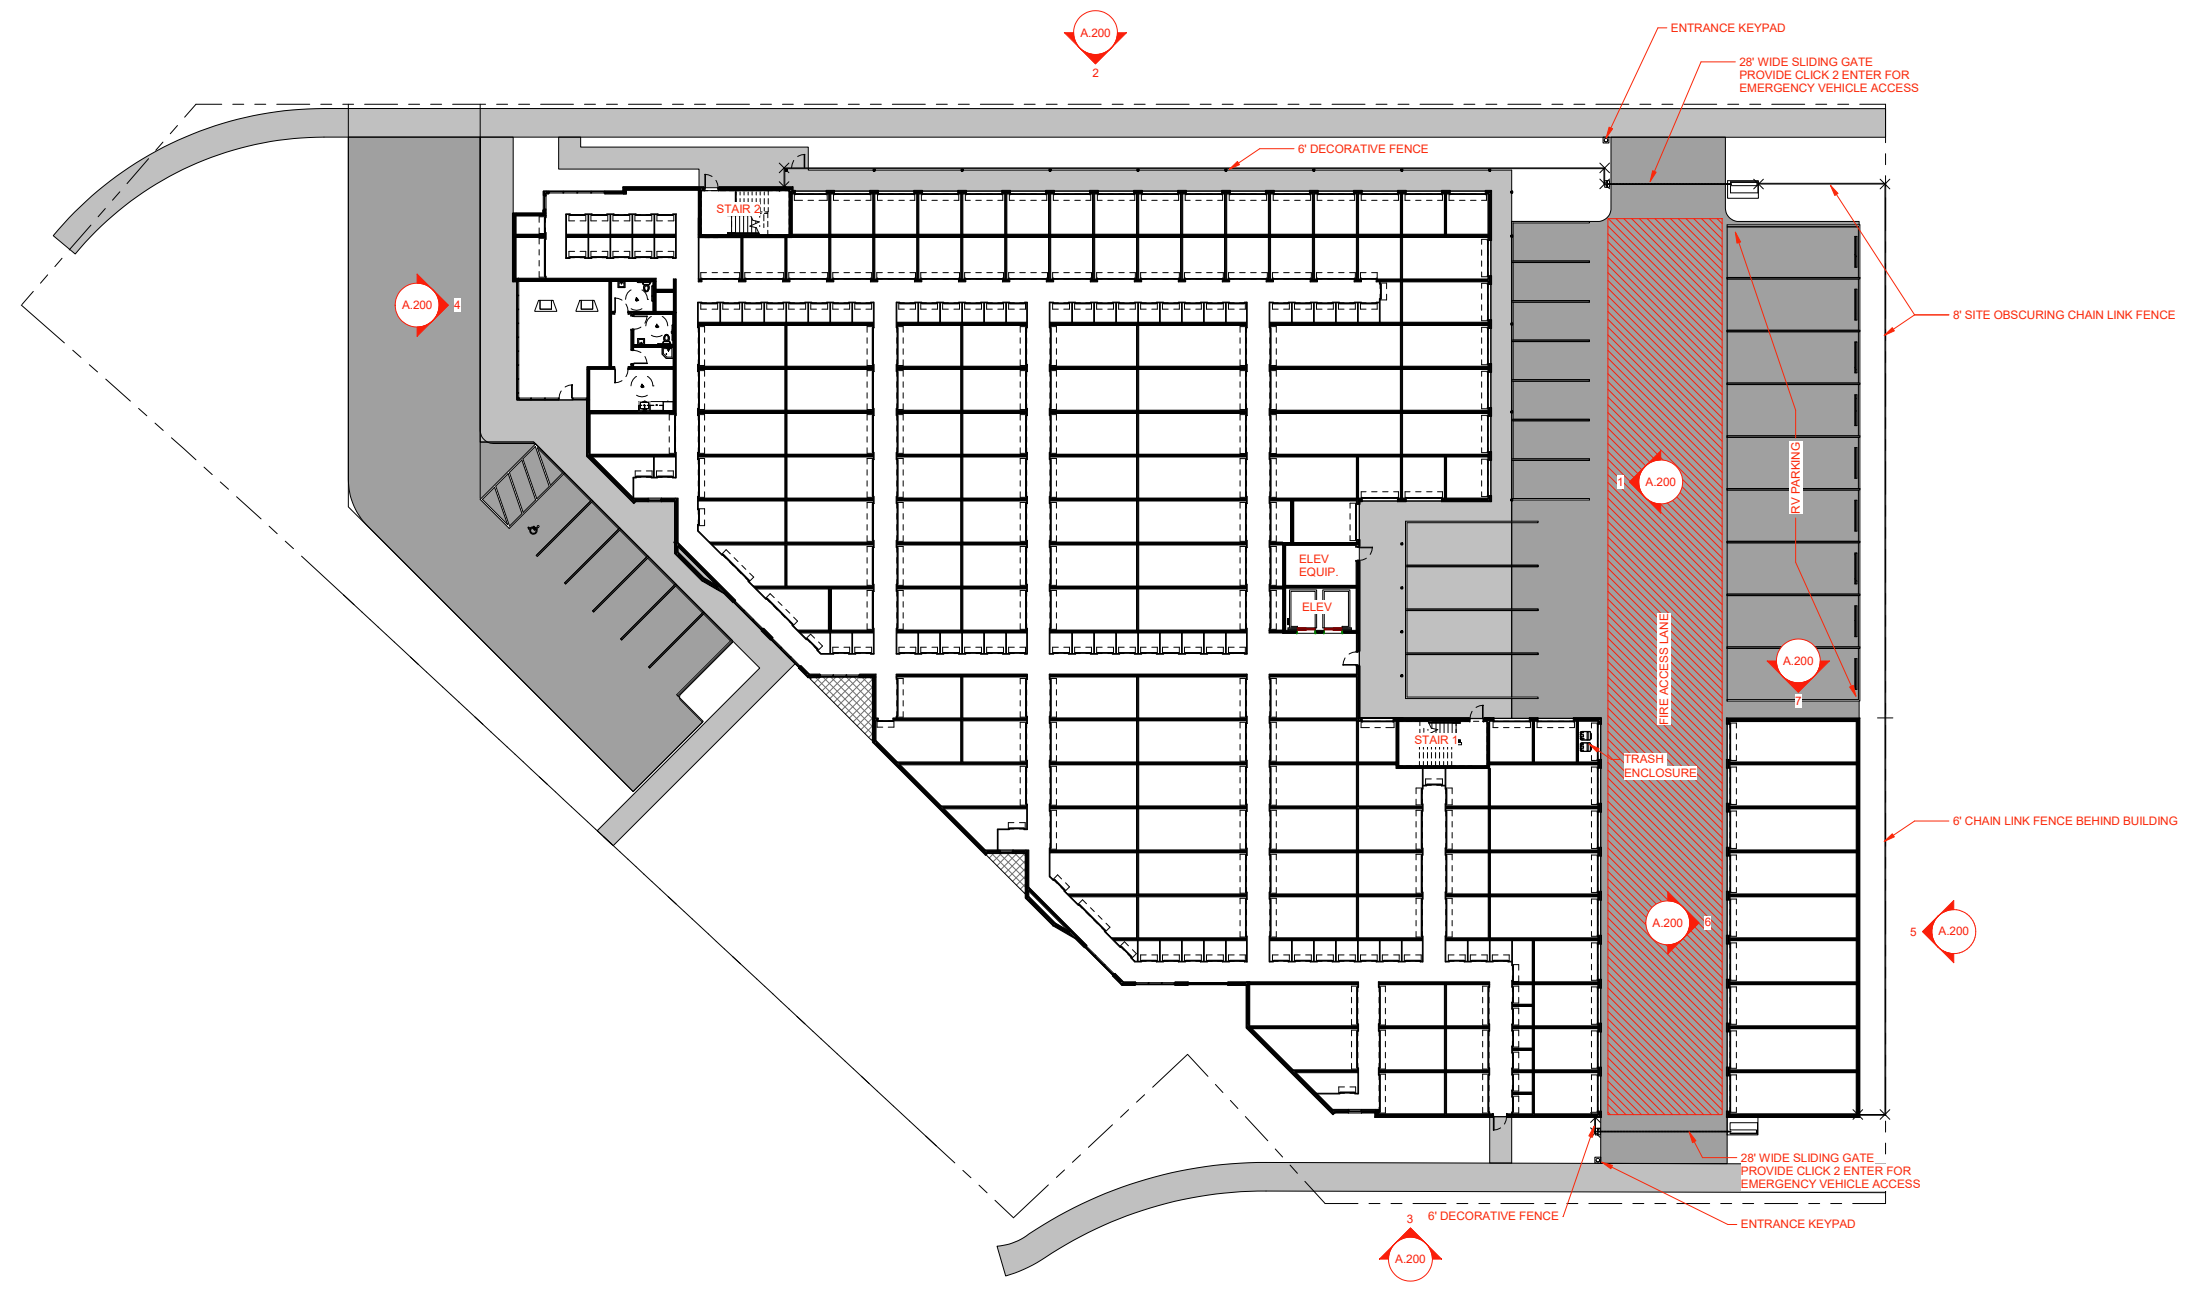 A.200
2
ENTRANCE KEYPAD
28' WIDE SLIDING GATE
PROVIDE CLICK 2 ENTER FOR
EMERGENCY VEHICLE ACCESS
6' DECORATIVE FENCE
STAIR 2
A.200
4
8' SITE OBSCURING CHAIN LINK FENCE
RV PARKING
1
A.200
ELEV
EQUIP.
ELEV
FIRE ACCESS LANE
A.200
7
STAIR 1
TRASH
ENCLOSURE
6' CHAIN LINK FENCE BEHIND BUILDING
A.200
6
5
A.200
28' WIDE SLIDING GATE
PROVIDE CLICK 2 ENTER FOR
EMERGENCY VEHICLE ACCESS
3
6' DECORATIVE FENCE
ENTRANCE KEYPAD
A.200